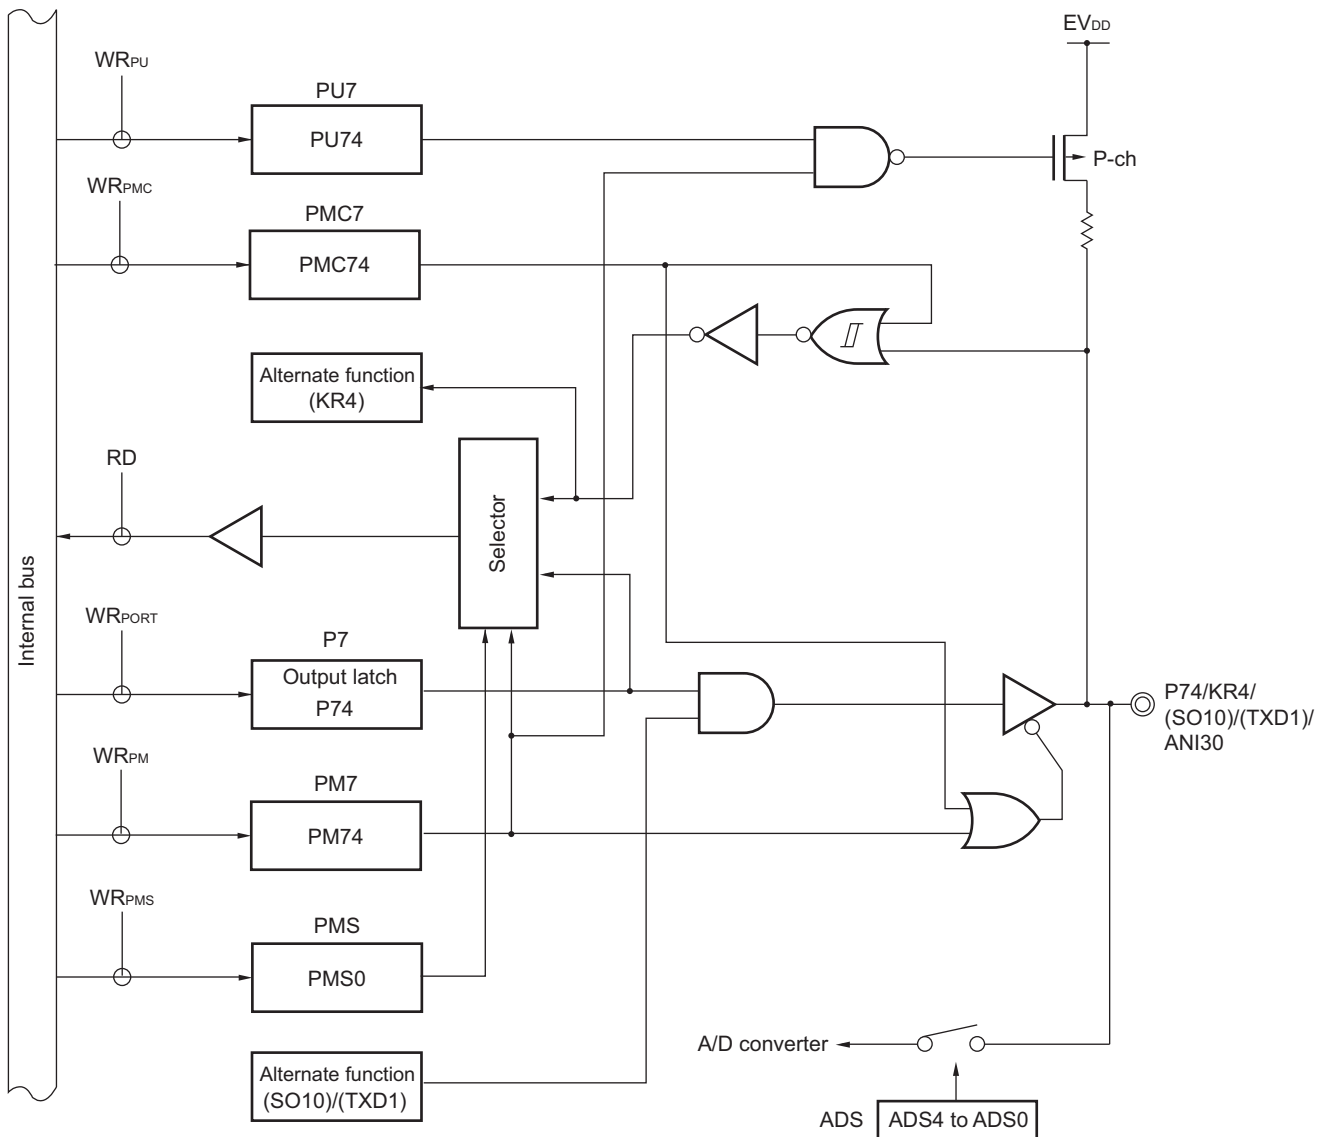 EVDD
WRPU
PU7
PU74
P-ch
WRPMC
PMC7
PMC74
Alternate function
(KR4)
RD
Selector
Internal bus
WRPORT
P7
Output latch
P74
P74/KR4/
(SO10)/(TXD1)/
ANI30
WRPM
PM7
PM74
WRPMS
PMS
PMS0
A/D converter
Alternate function
(SO10)/(TXD1)
ADS
ADS4 to ADS0